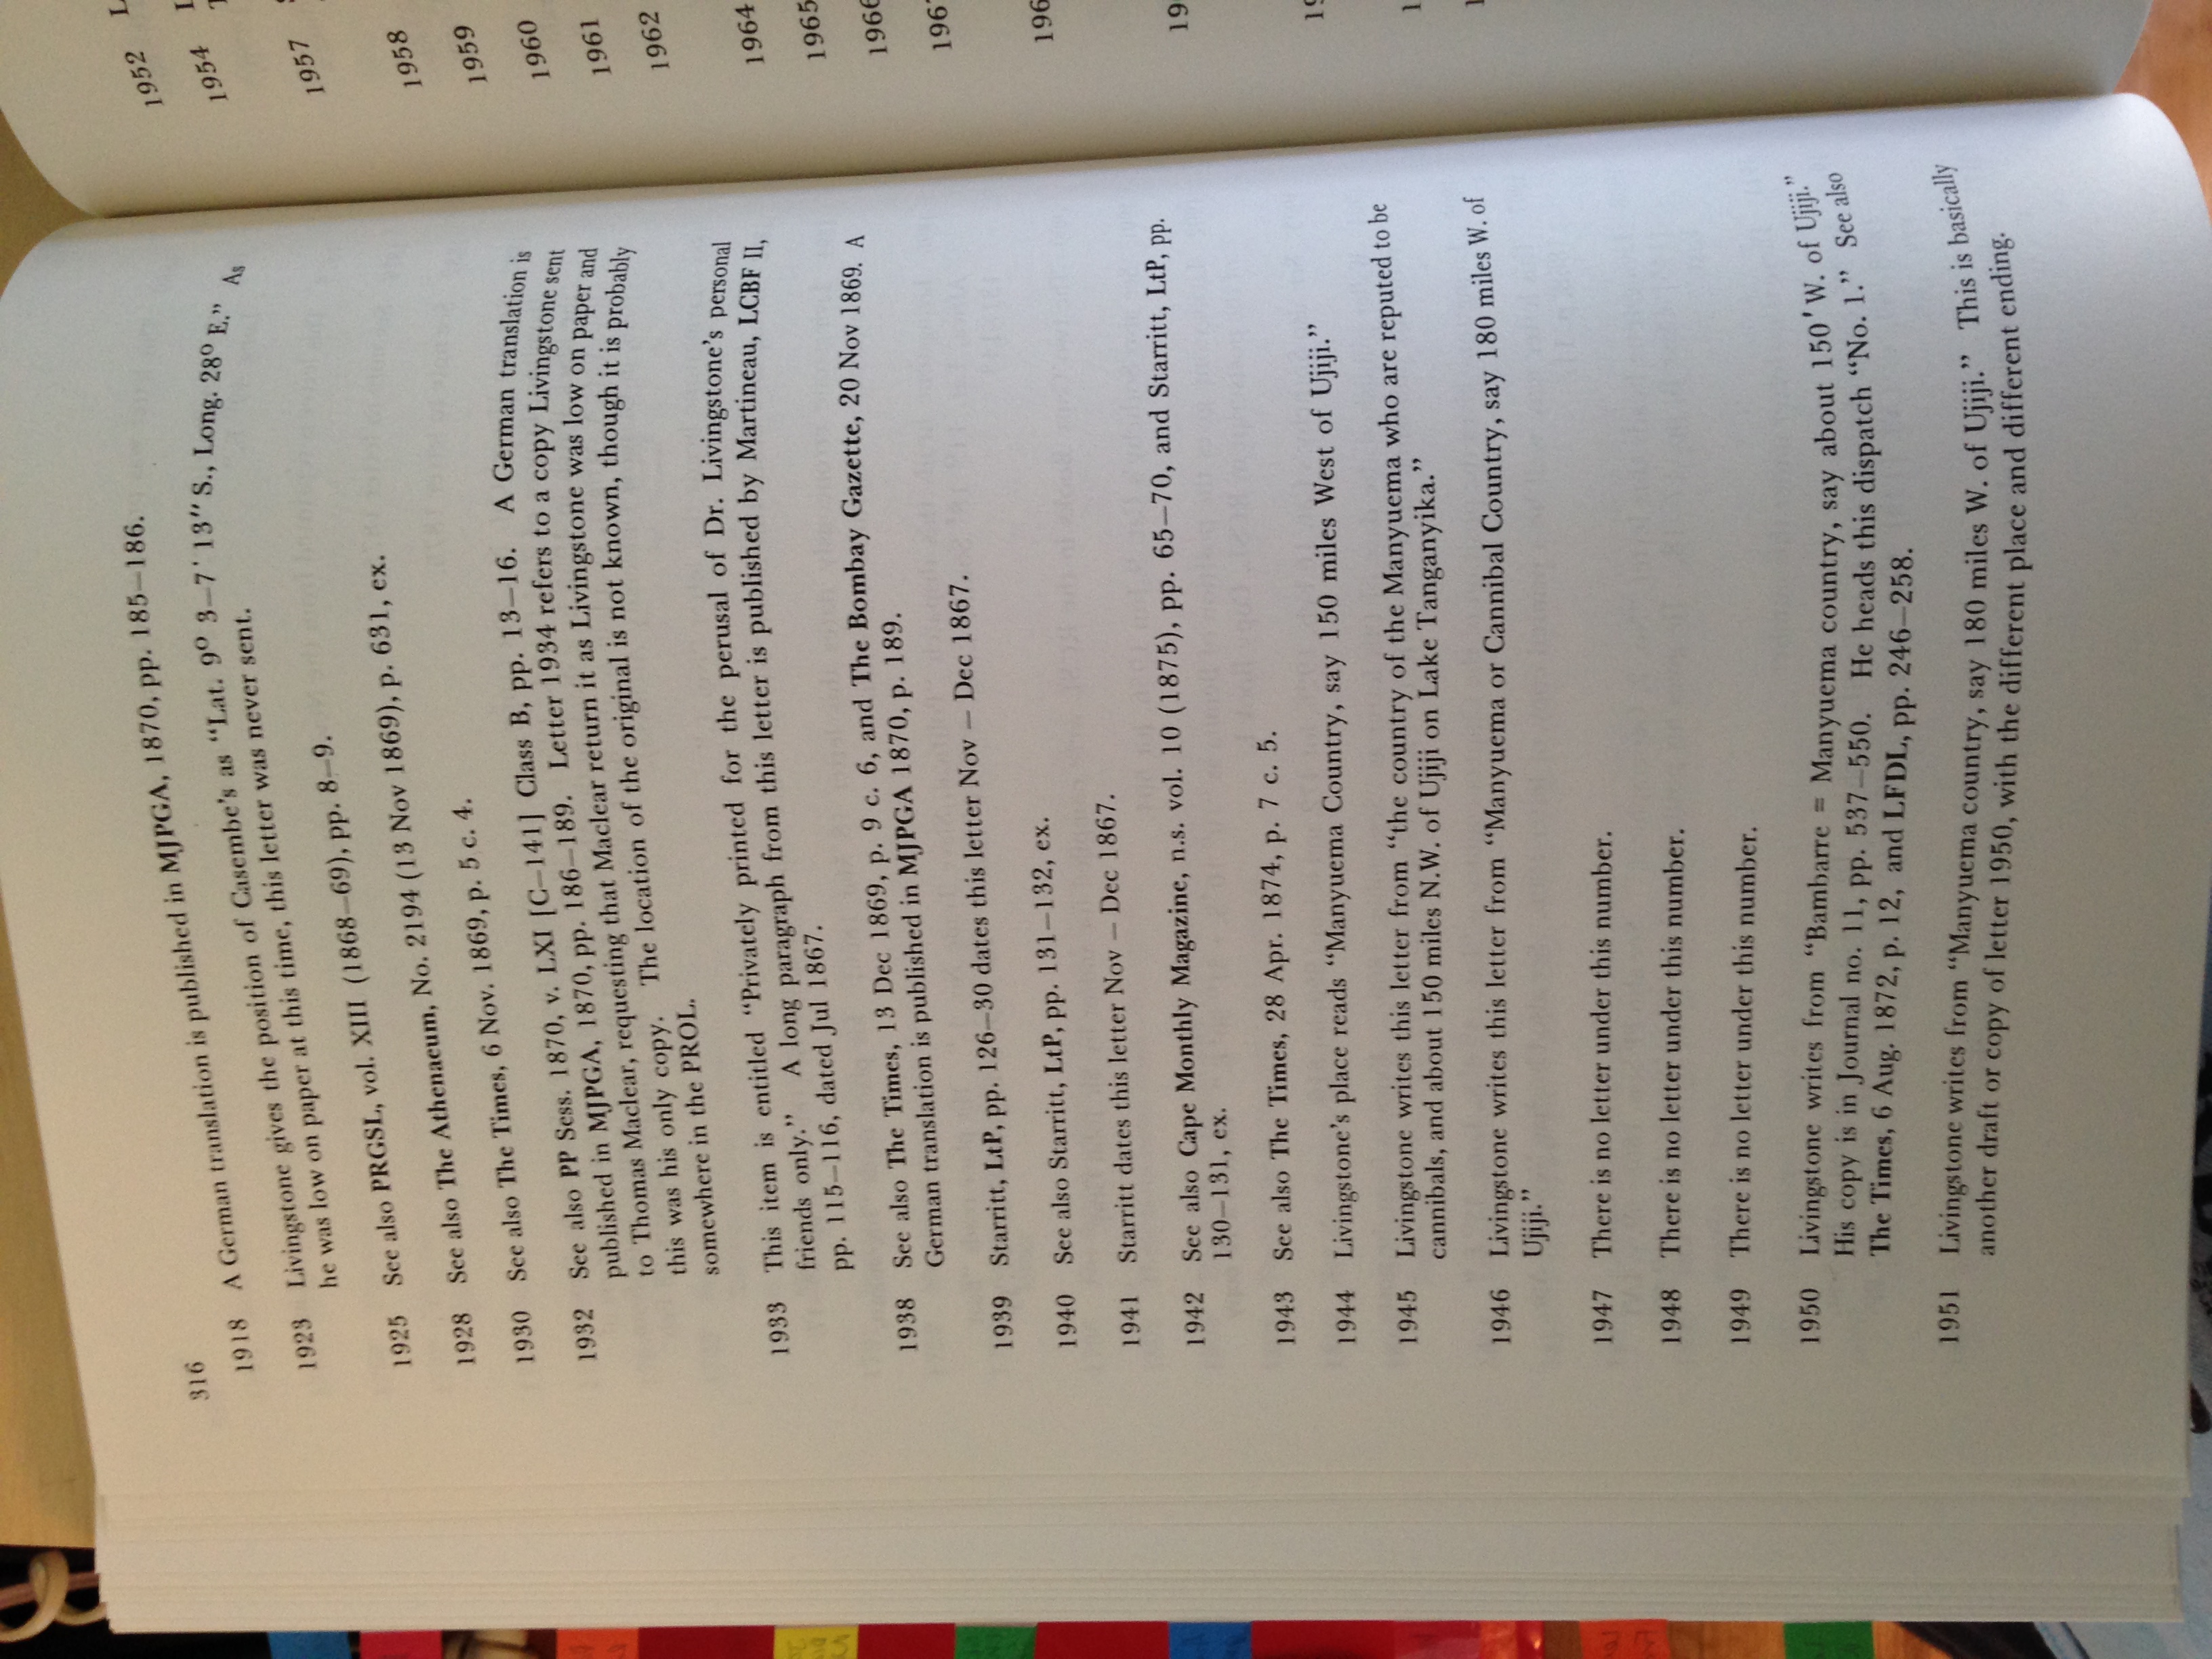 316
1918 A German translation is published in MJPGA, 1870, pp. 185–186.
1923 Livingstone gives the position of Casembe's as “Lat. 9º 3–7' 13" S., Long. 28º E.” As
he was low on paper at this time, this letter was never sent.
1925 See also PRGSL, vol. XIII (1868–69), pp. 8–9.
1928 See also The Athenaeum, No. 2194 (13 Nov 1869), p. 631, ex.
1930 See also The Times, 6 Nov. 1869, p. 5 c. 4.
1932 See also PP Sess. 1870, v. LXI [C–141] Class B, pp. 13–16. A German translation is
published in MJPGA, 1870, pp. 186–189. Letter 1934 refers to a copy Livingstone sent
to Thomas Maclear, requesting that Maclear return it as Livingstone was low on paper and
this was his only copy. The location of the original is not known, though it is probably
somewhere in the PROL.
1933 This item is entitled “Privately printed for the perusal of Dr. Livingstone's personal
friends only.” A long paragraph from this letter is published by Martineau, LCBF II,
pp. 115–116, dated Jul 1867.
1938 See also The Times, 13 Dec 1869, p. 9 c. 6, and The Bombay Gazette, 20 Nov 1869. A
German translation is published in MJPGA 1870, p. 189.
1939 Starritt, LtP, pp. 126–30 dates this letter Nov – Dec 1867.
1940 See also Starritt, LtP, pp. 131–132, ex.
1941 Starritt dates this letter Nov – Dec 1867.
1942 See also Cape Monthly Magazine, n.s. vol. 10 (1875), pp. 65–70, and Starritt, LtP, pp.
130–131, ex.
1943 See also The Times, 28 Apr. 1874, p. 7 c. 5.
1944 Livingstone's place reads “Manyuema Country, say 150 miles West of Ujiji.”
1945 Livingstone writes this letter from “the country of the Manyuema who are reputed to be
cannibals, and about 150 miles N.W. of Ujiji on Lake Tanganyika.”
1946 Livingstone writes this letter from “Manyuema or Cannibal Country, say 180 miles W. of
Ujiji.”
1947 There is no letter under this number.
1948 There is no letter under this number.
1949 There is no letter under this number.
1950 Livingstone writes from “Bambarre = Manyuema country, say about 150' W. of Ujiji.”
His copy is in Journal no. 11, pp. 537–550. He heads this dispatch “No. 1.” See also
The Times, 6 Aug. 1872, p. 12, and LFDL, pp. 246–258.
1951 Livingstone writes from “Manyuema country, say 180 miles W. of Ujiji.” This is basically
another draft or copy of letter 1950, with the different place and different ending.
1952
1954
1957
1958
1959
1960
1961
1962
1964
1965
1966